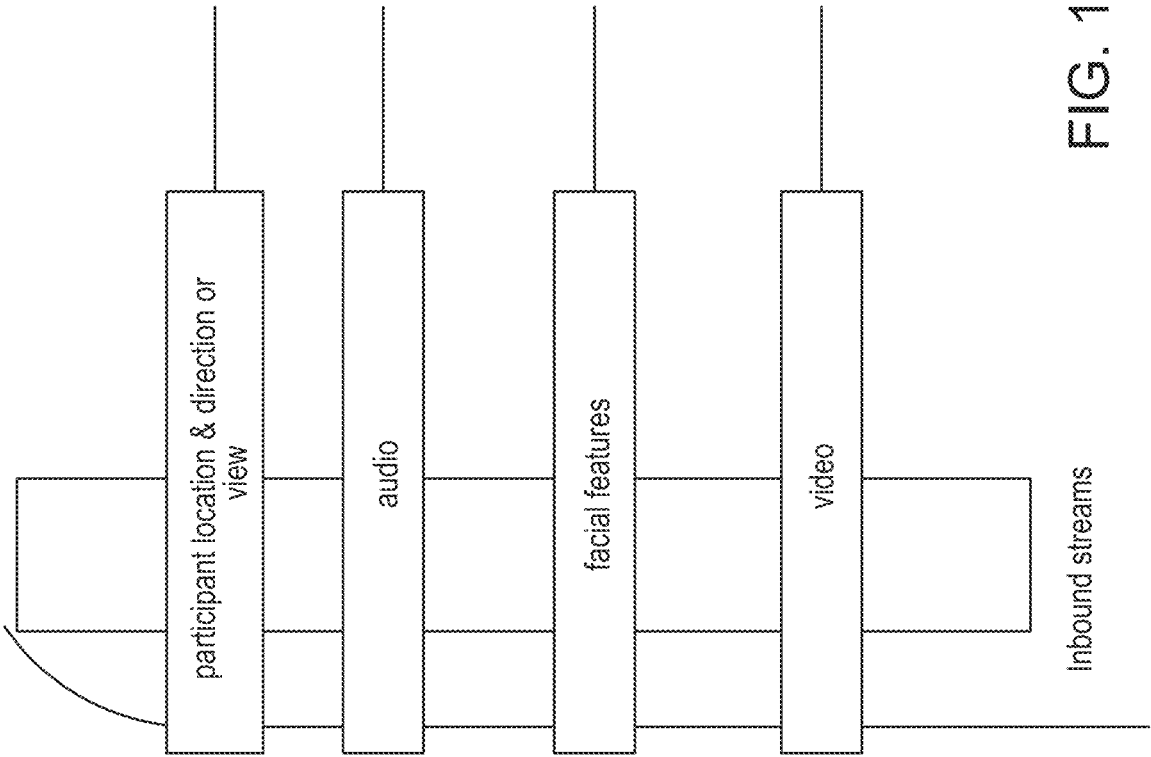 participant location & direction or
view
audio
facial features
video
Inbound streams
FIG. 1